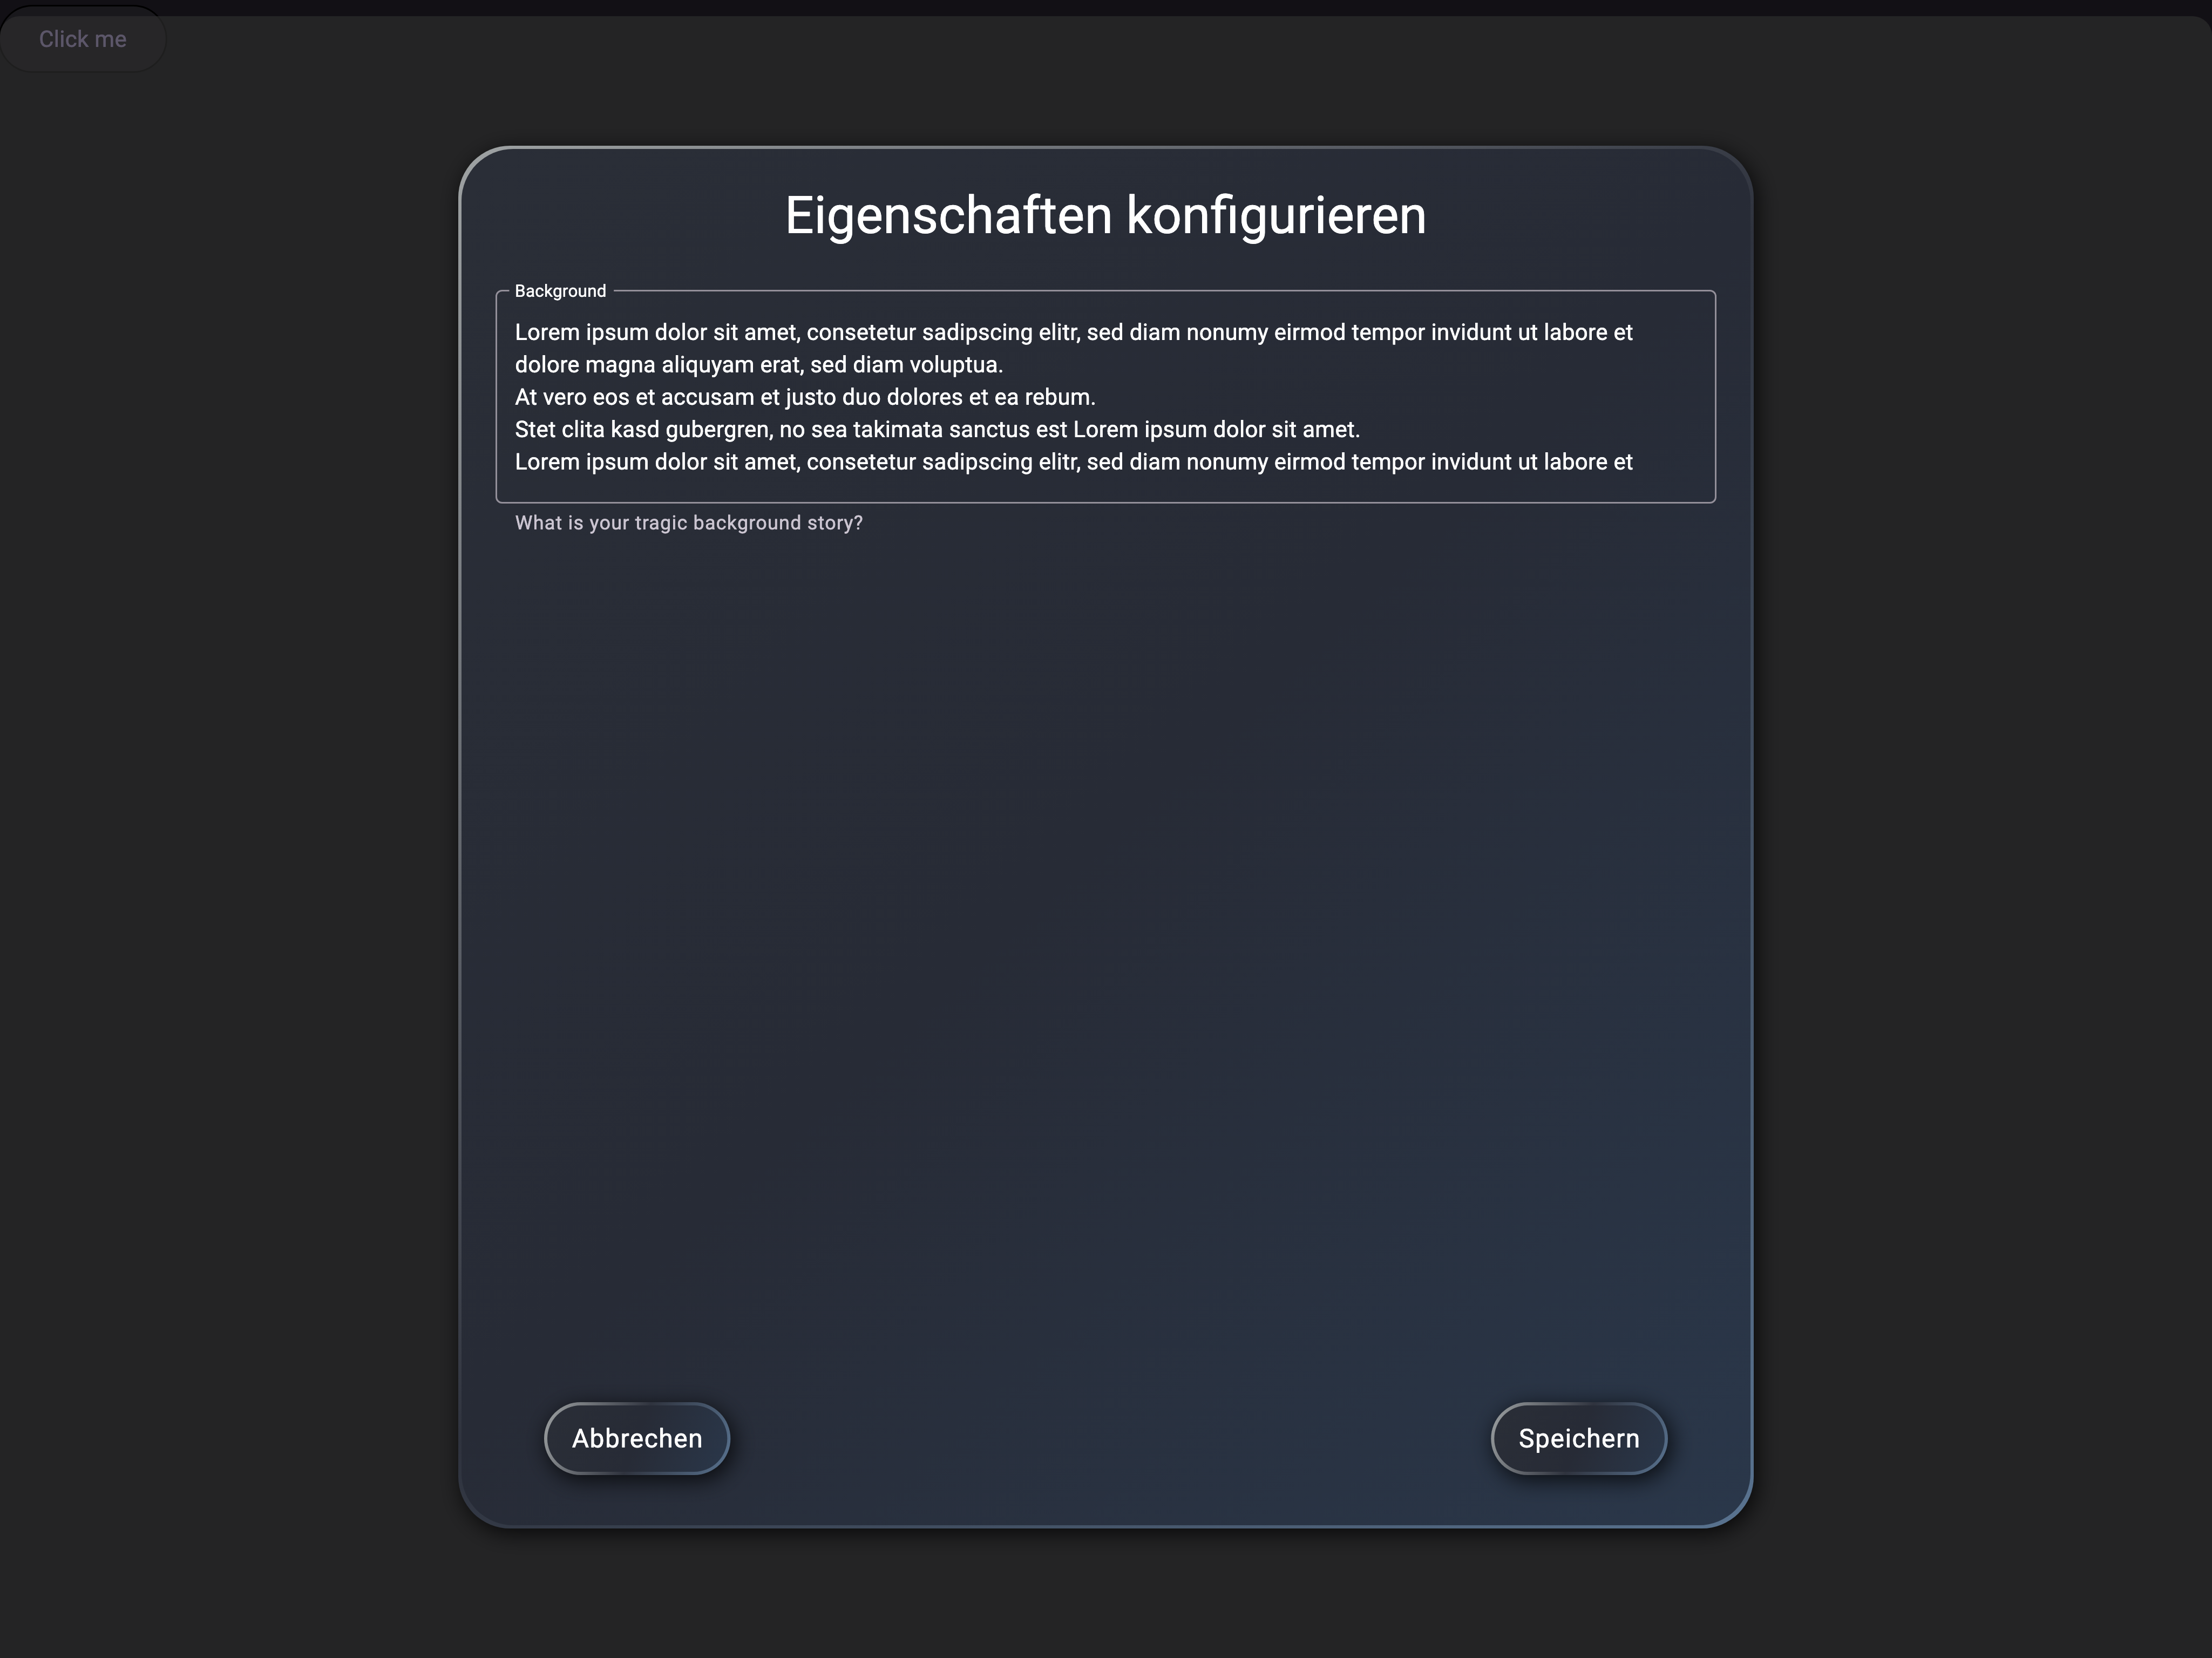 Click me
Eigenschaften konfigurieren
Background
Lorem ipsum dolor sit amet, consetetur sadipscing elitr, sed diam nonumy eirmod tempor invidunt ut labore et
dolore magna aliquyam erat, sed diam voluptua.
At vero eos et accusam et justo duo dolores et ea rebum.
Stet clita kasd gubergren, no sea takimata sanctus est Lorem ipsum dolor sit amet.
Lorem ipsum dolor sit amet, consetetur sadipscing elitr, sed diam nonumy eirmod tempor invidunt ut labore et
What is your tragic background story?
Abbrechen
Speichern